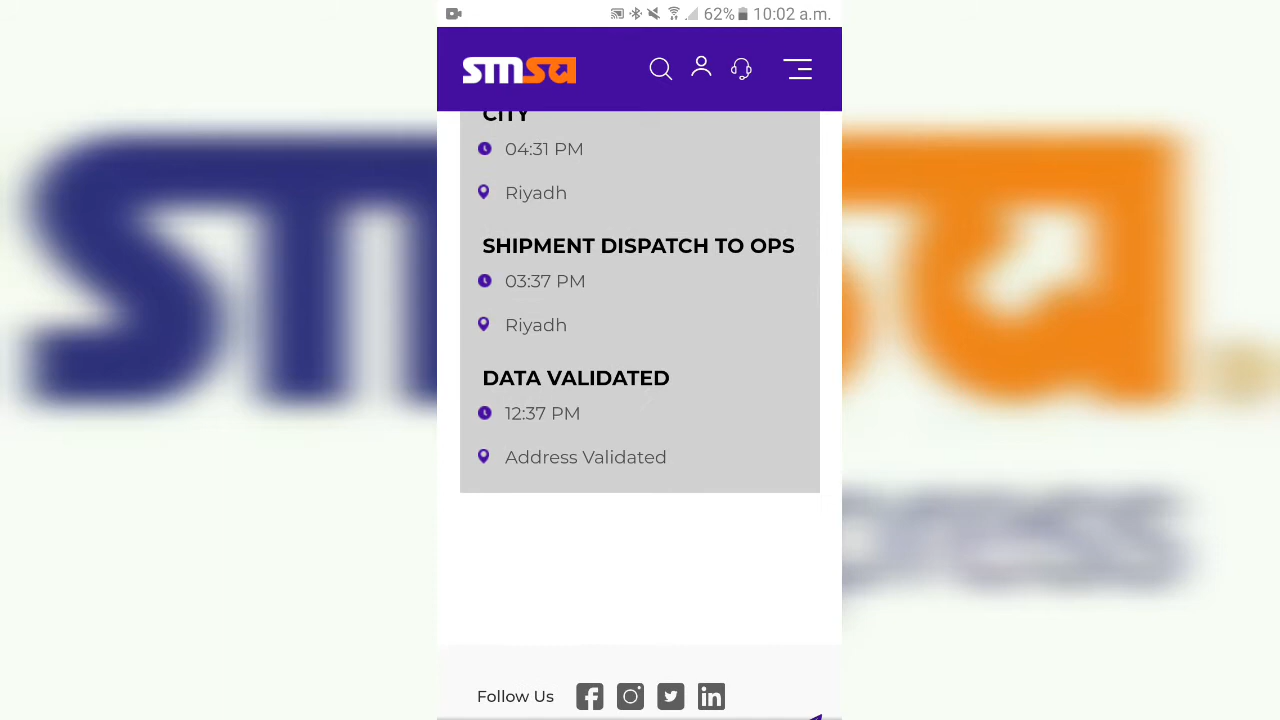 62% 10:02 a.m.
smsa
CITY
04:31 PM
Riyadh
SHIPMENT DISPATCH TO OPS
03:37 PM
Riyadh
DATA VALIDATED
12:37 PM
Address Validated
Follow Us